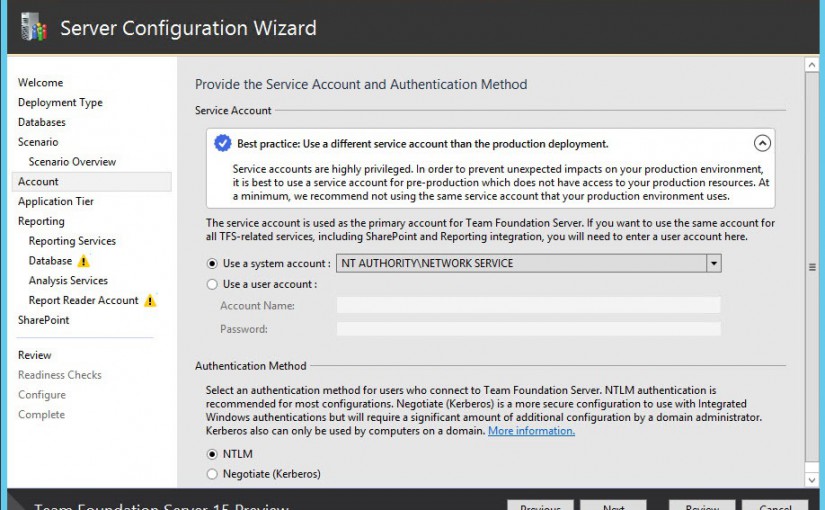 Server Configuration Wizard
Welcome
Deployment Type
Databases
Scenario
Scenario Overview
Account
Application Tier
Reporting
Reporting Services
Database
Analysis Services
Report Reader Account
SharePoint
Review
Readiness Checks
Configure
Complete
Provide the Service Account and Authentication Method
Service Account
Best practice: Use a different service account than the production deployment.
Service accounts are highly privileged. In order to prevent unexpected impacts on your production environment,
it is best to use a service account for pre-production which does not have access to your production resources. At
a minimum, we recommend not using the same service account that your production environment uses.
The service account is used as the primary account for Team Foundation Server. If you want to use the same account for
all TFS-related services, including SharePoint and Reporting integration, you will need to enter a user account here.
Use a system account : NT AUTHORITY\NETWORK SERVICE
Use a user account :
Account Name:
Password:
Authentication Method
Select an authentication method for users who connect to Team Foundation Server. NTLM authentication is
recommended for most configurations. Negotiate (Kerberos) is a more secure configuration to use with Integrated
Windows authentications but will require a significant amount of additional configuration by a domain administrator.
Kerberos also can only be used by computers on a domain. More information.
NTLM
Negotiate (Kerberos)
Team Foundation Server 15 Preview
Previous Next Review Cancel